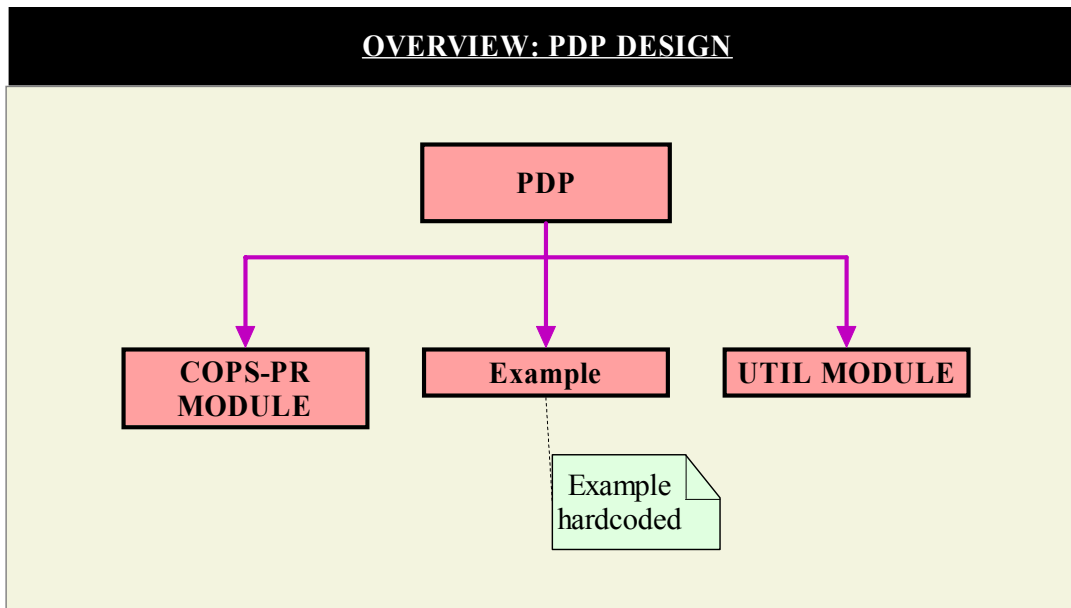 OVERVIEW: PDP DESIGN
PDP
COPS-PR
MODULE
Example
UTIL MODULE
Example
hardcoded